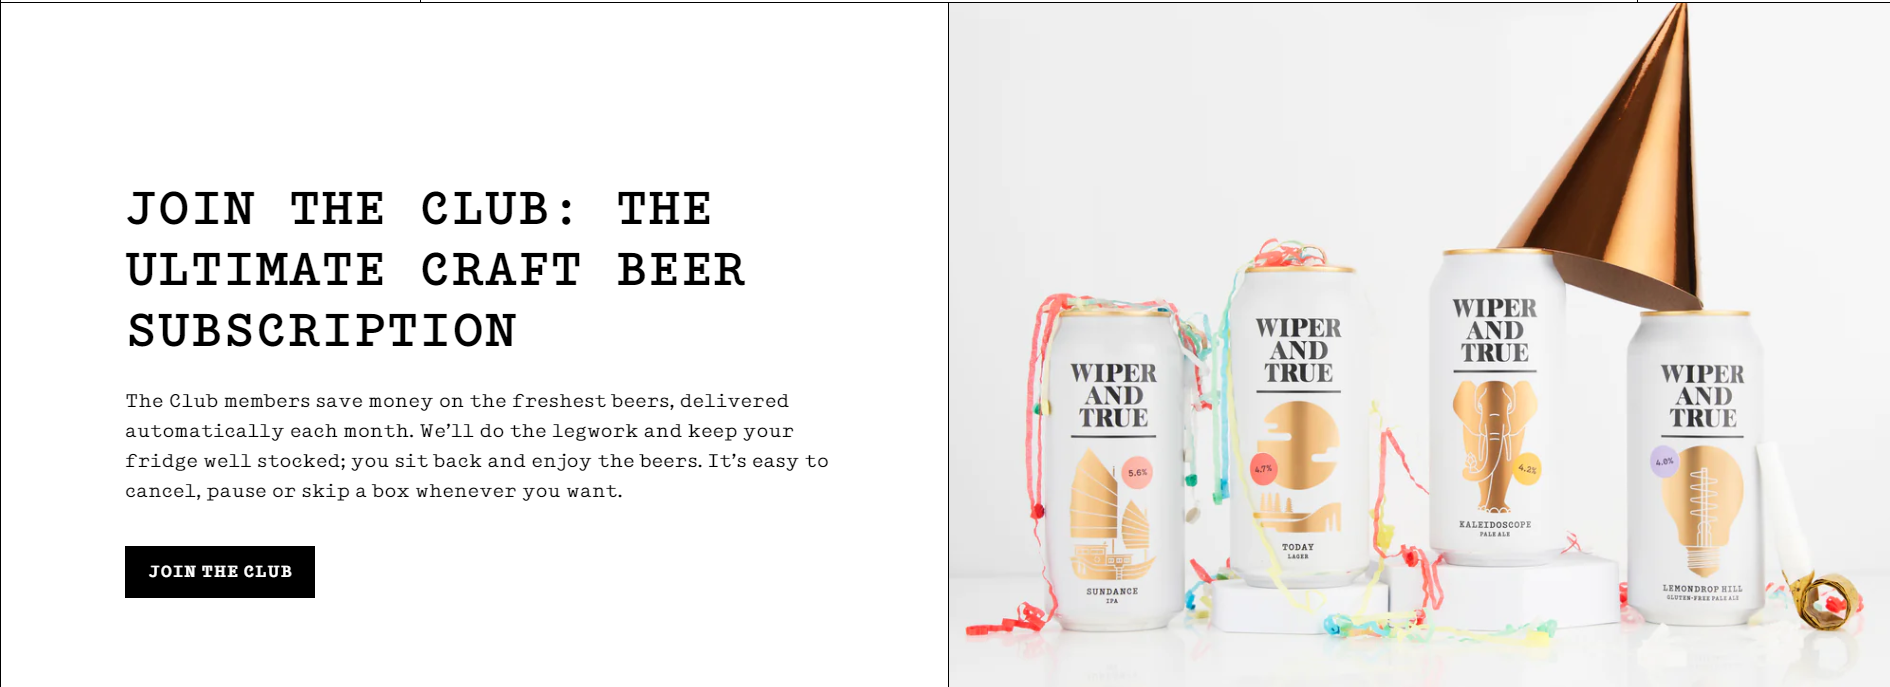 JOIN THE CLUB: THE
ULTIMATE CRAFT BEER
SUBSCRIPTION
The Club members save money on the freshest beers, delivered
automatically each month. We’ll do the legwork and keep your
fridge well stocked; you sit back and enjoy the beers. It’s easy to
cancel, pause or skip a box whenever you want.
JOIN THE CLUB
WIPER
AND
TRUE
5.6%
SUNDANCE
IPA
WIPER
AND
TRUE
4.7%
TODAY
LAGER
WIPER
AND
TRUE
4.2%
KALEIDOSCOPE
PALE ALE
WIPER
AND
TRUE
4.0%
LEMONDROP HILL
GLUTEN-FREE PALE ALE